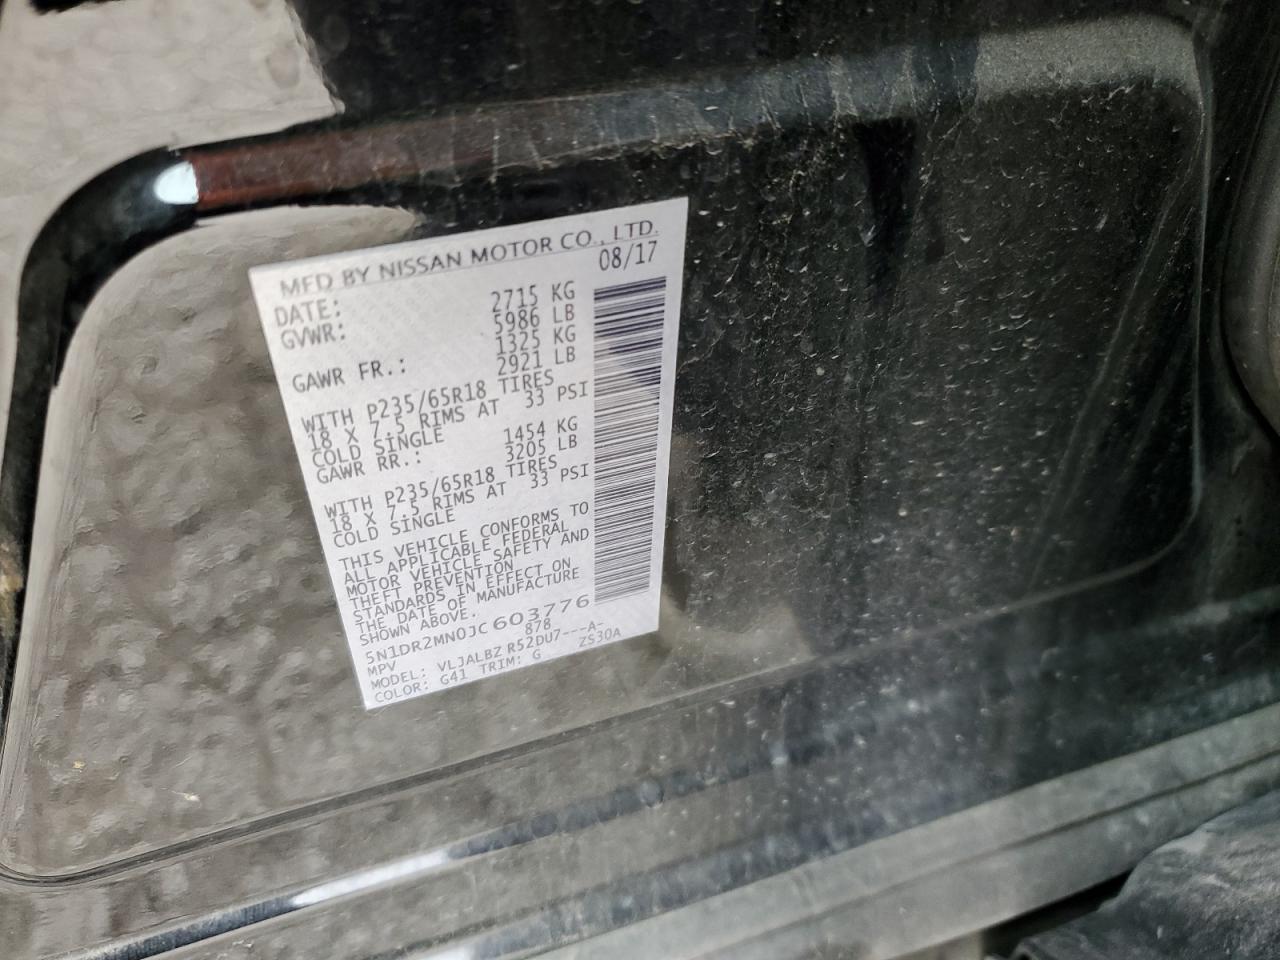 MFD BY NISSAN MOTOR CO., LTD.
DATE: 08/17
GVWR: 2715 KG
5986 LB
GAWR FR.: 1325 KG
2921 LB
WITH P235/65R18 TIRES
18 X 7.5 RIMS AT 33 PSI
COLD SINGLE
GAWR RR.: 1454 KG
3205 LB
WITH P235/65R18 TIRES
18 X 7.5 RIMS AT 33 PSI
COLD SINGLE
THIS VEHICLE CONFORMS TO
ALL APPLICABLE FEDERAL
MOTOR VEHICLE SAFETY AND
THEFT PREVENTION
STANDARDS IN EFFECT ON
THE DATE OF MANUFACTURE
SHOWN ABOVE.
5N1DR2MN0JC603776
MPV 878
MODEL: VLJALBZ R52DU7---A-
COLOR: G41 TRIM: G ZS30A